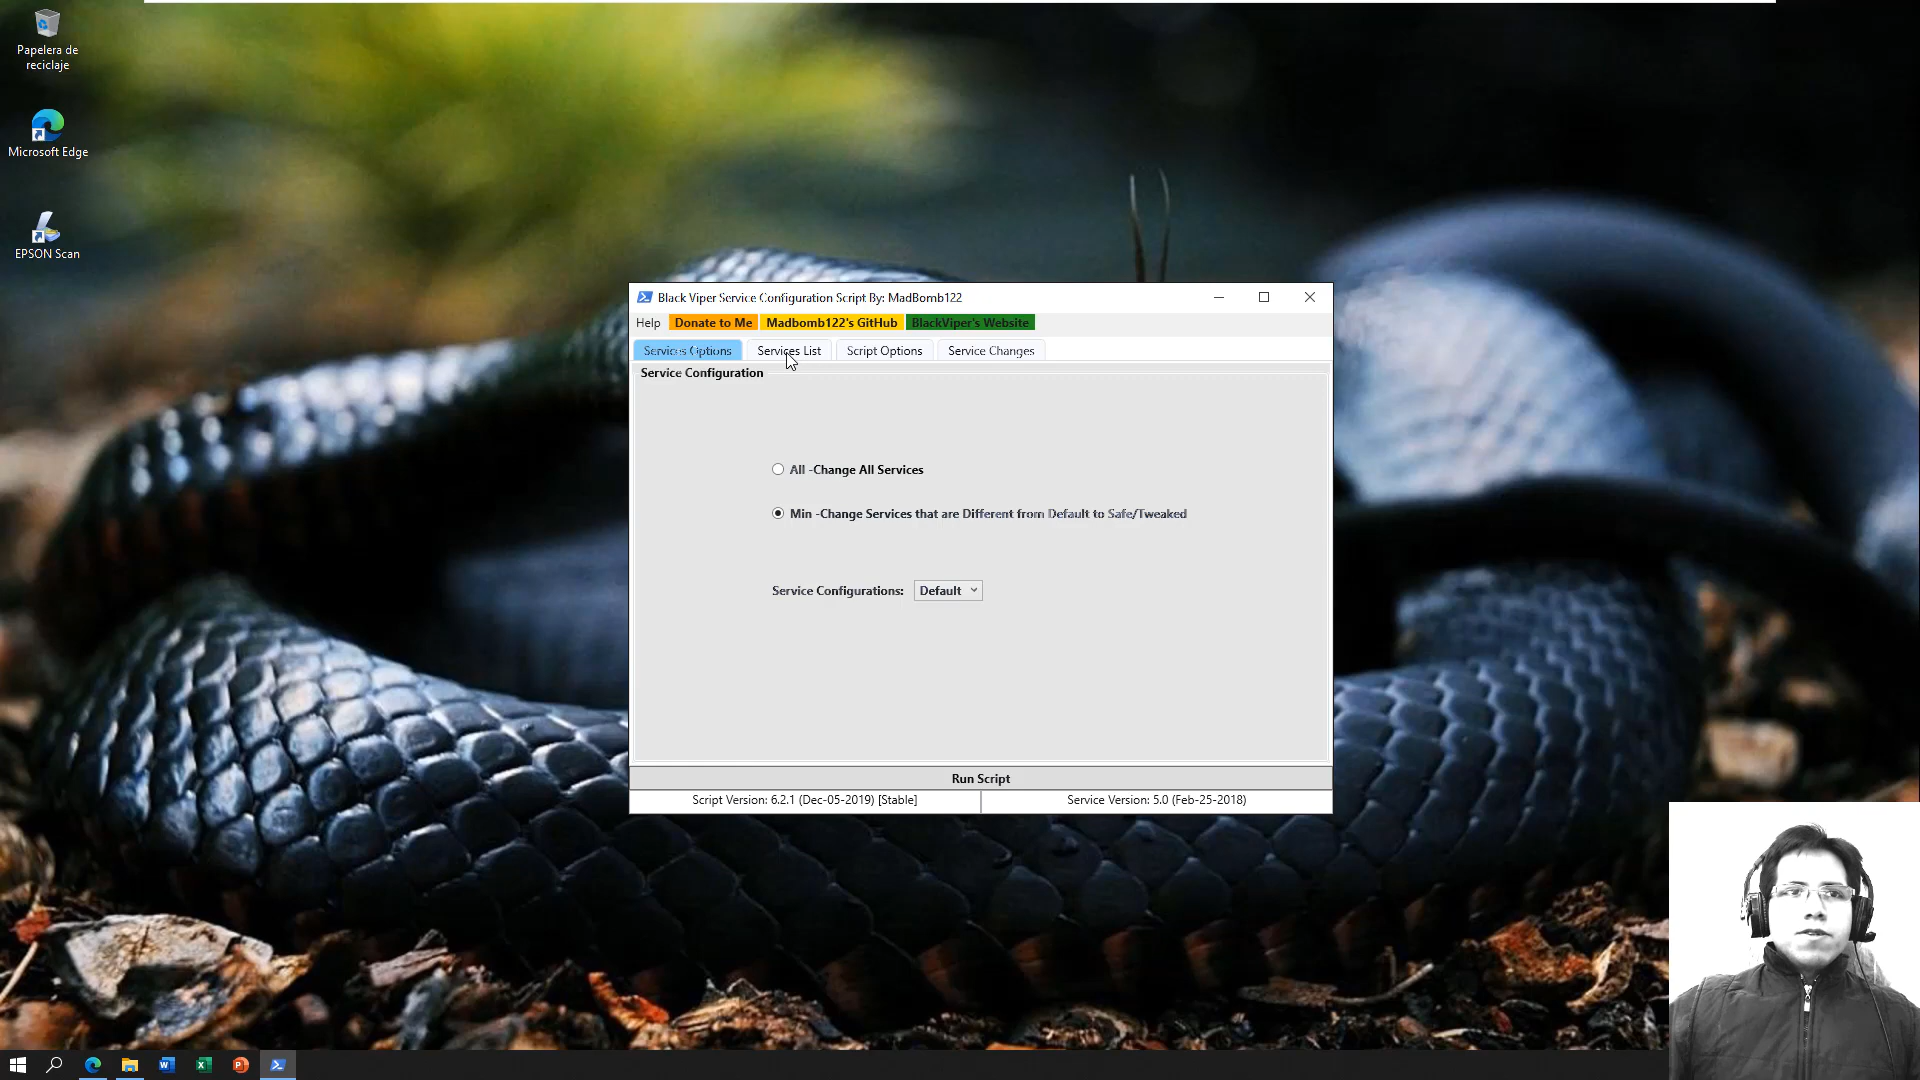 Papelera de
reciclaje
Microsoft Edge
EPSON Scan
Black Viper Service Configuration Script By: MadBomb122
Help Donate to Me Madbomb122's GitHub BlackViper's Website
Services Options Services List Script Options Service Changes
Service Configuration
All -Change All Services
Min -Change Services that are Different from Default to Safe/Tweaked
Service Configurations: Default
Run Script
Script Version: 6.2.1 (Dec-05-2019) [Stable] Service Version: 5.0 (Feb-25-2018)